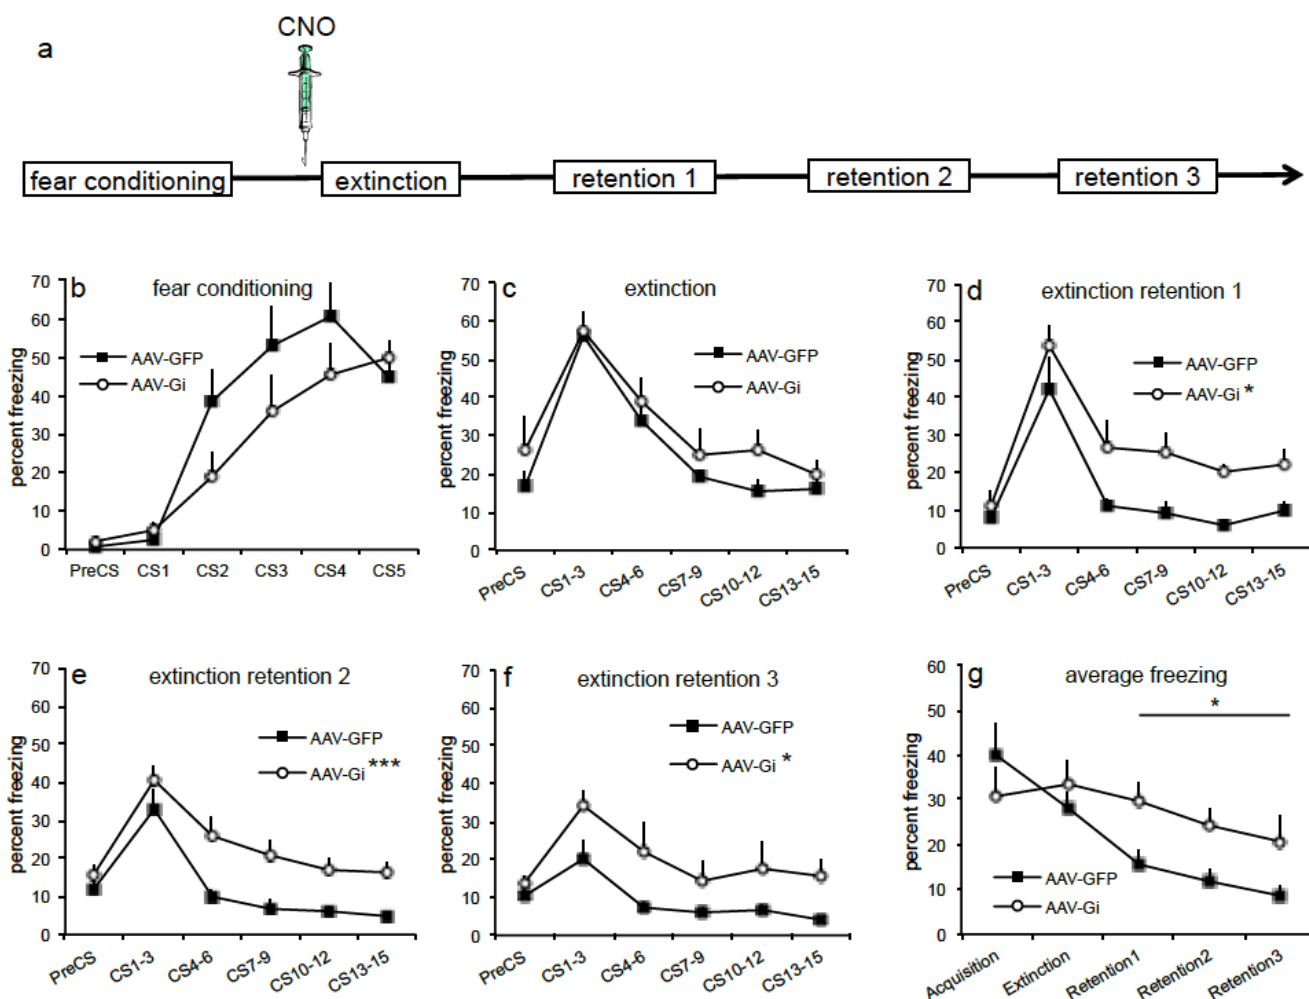 a
CNO
fear conditioning
extinction
retention 1
retention 2
retention 3
b
fear conditioning
percent freezing
70
60
50
40
30
20
10
0
AAV-GFP
AAV-Gi
PreCS CS1 CS2 CS3 CS4 CS5
c
extinction
percent freezing
70
60
50
40
30
20
10
0
AAV-GFP
AAV-Gi
PreCS CS1-3 CS4-6 CS7-9 CS10-12 CS13-15
d
extinction retention 1
percent freezing
70
60
50
40
30
20
10
0
AAV-GFP
AAV-Gi *
PreCS CS1-3 CS4-6 CS7-9 CS10-12 CS13-15
e
extinction retention 2
percent freezing
70
60
50
40
30
20
10
0
AAV-GFP
AAV-Gi ***
PreCS CS1-3 CS4-6 CS7-9 CS10-12 CS13-15
f
extinction retention 3
percent freezing
70
60
50
40
30
20
10
0
AAV-GFP
AAV-Gi *
PreCS CS1-3 CS4-6 CS7-9 CS10-12 CS13-15
g
average freezing
*
percent freezing
60
50
40
30
20
10
0
AAV-GFP
AAV-Gi
Acquisition Extinction Retention1 Retention2 Retention3